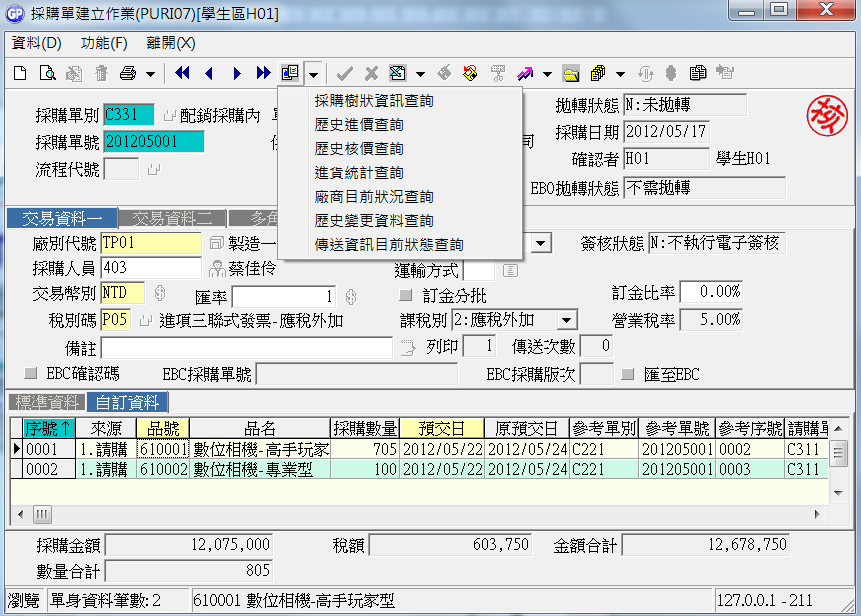 GP 採購單建立作業(PURI07)[學生區H01]
資料(D) 功能(F) 離開(X)
採購樹狀資訊查詢
歷史進價查詢
歷史核價查詢
進貨統計查詢
廠商目前狀況查詢
歷史變更資料查詢
傳送資訊目前狀態查詢
採購單別 C331 配銷採購內
採購單號 201205001
流程代號
拋轉狀態 N:未拋轉
採購日期 2012/05/17
司
確認者 H01 學生H01
EBO拋轉狀態 不需拋轉
核
交易資料一 交易資料二 多角
廠別代號 TP01 製造一 簽核狀態 N:不執行電子簽核
採購人員 403 蔡佳伶 運輸方式
交易幣別 NTD 匯率 1 訂金分批 訂金比率 0.00%
稅別碼 P05 進項三聯式發票-應稅外加 課稅別 2:應稅外加 營業稅率 5.00%
備註 列印 1 傳送次數 0
EBC確認碼 EBC採購單號 EBC採購版次 匯至EBC
標準資料 自訂資料
序號↑ 來源 品號 品名 採購數量 預交日 原預交日 參考單別 參考單號 參考序號 請購單
0001 1.請購 610001 數位相機-高手玩家 705 2012/05/22 2012/05/24 C221 201205001 0002 C311
0002 1.請購 610002 數位相機-專業型 100 2012/05/22 2012/05/24 C221 201205001 0003 C311
採購金額 12,075,000 稅額 603,750 金額合計 12,678,750
數量合計 805
瀏覽 單身資料筆數:2 610001 數位相機-高手玩家型 127.0.0.1 - 211